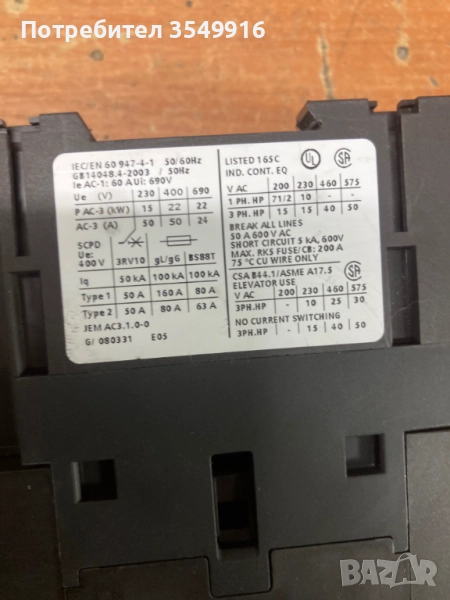 Потребител 3549916
IEC/EN 60 947-4-1 50/60Hz
GB14048.4-2003 / 50Hz
Ie AC-1: 60 A Ui: 690V
Ue (V) 230 400 690
P AC-3 (kW) 15 22 22
AC-3 (A) 50 50 24
SCPD
Ue:
400 V 3RV10 gL/gG BS88T
Iq 50 kA 100 kA 100 kA
Type 1 50 A 160 A 80 A
Type 2 50 A 80 A 63 A
JEM AC3.1.0-0
G/ 080331 E05
LISTED 165C
IND. CONT. EQ
UL
SA
V AC 200 230 460 575
1 PH. HP 71/2 10 - -
3 PH. HP 15 15 40 50
BREAK ALL LINES
50 A 600 V AC
SHORT CIRCUIT 5 kA, 600V
MAX. RK5 FUSE/CB: 200 A
75 °C CU WIRE ONLY
CSA B44.1/ASME A17.5
SA
ELEVATOR USE
V AC 200 230 460 575
3PH.HP - 10 25 30
NO CURRENT SWITCHING
3PH.HP - 15 40 50
BAZAR.bg